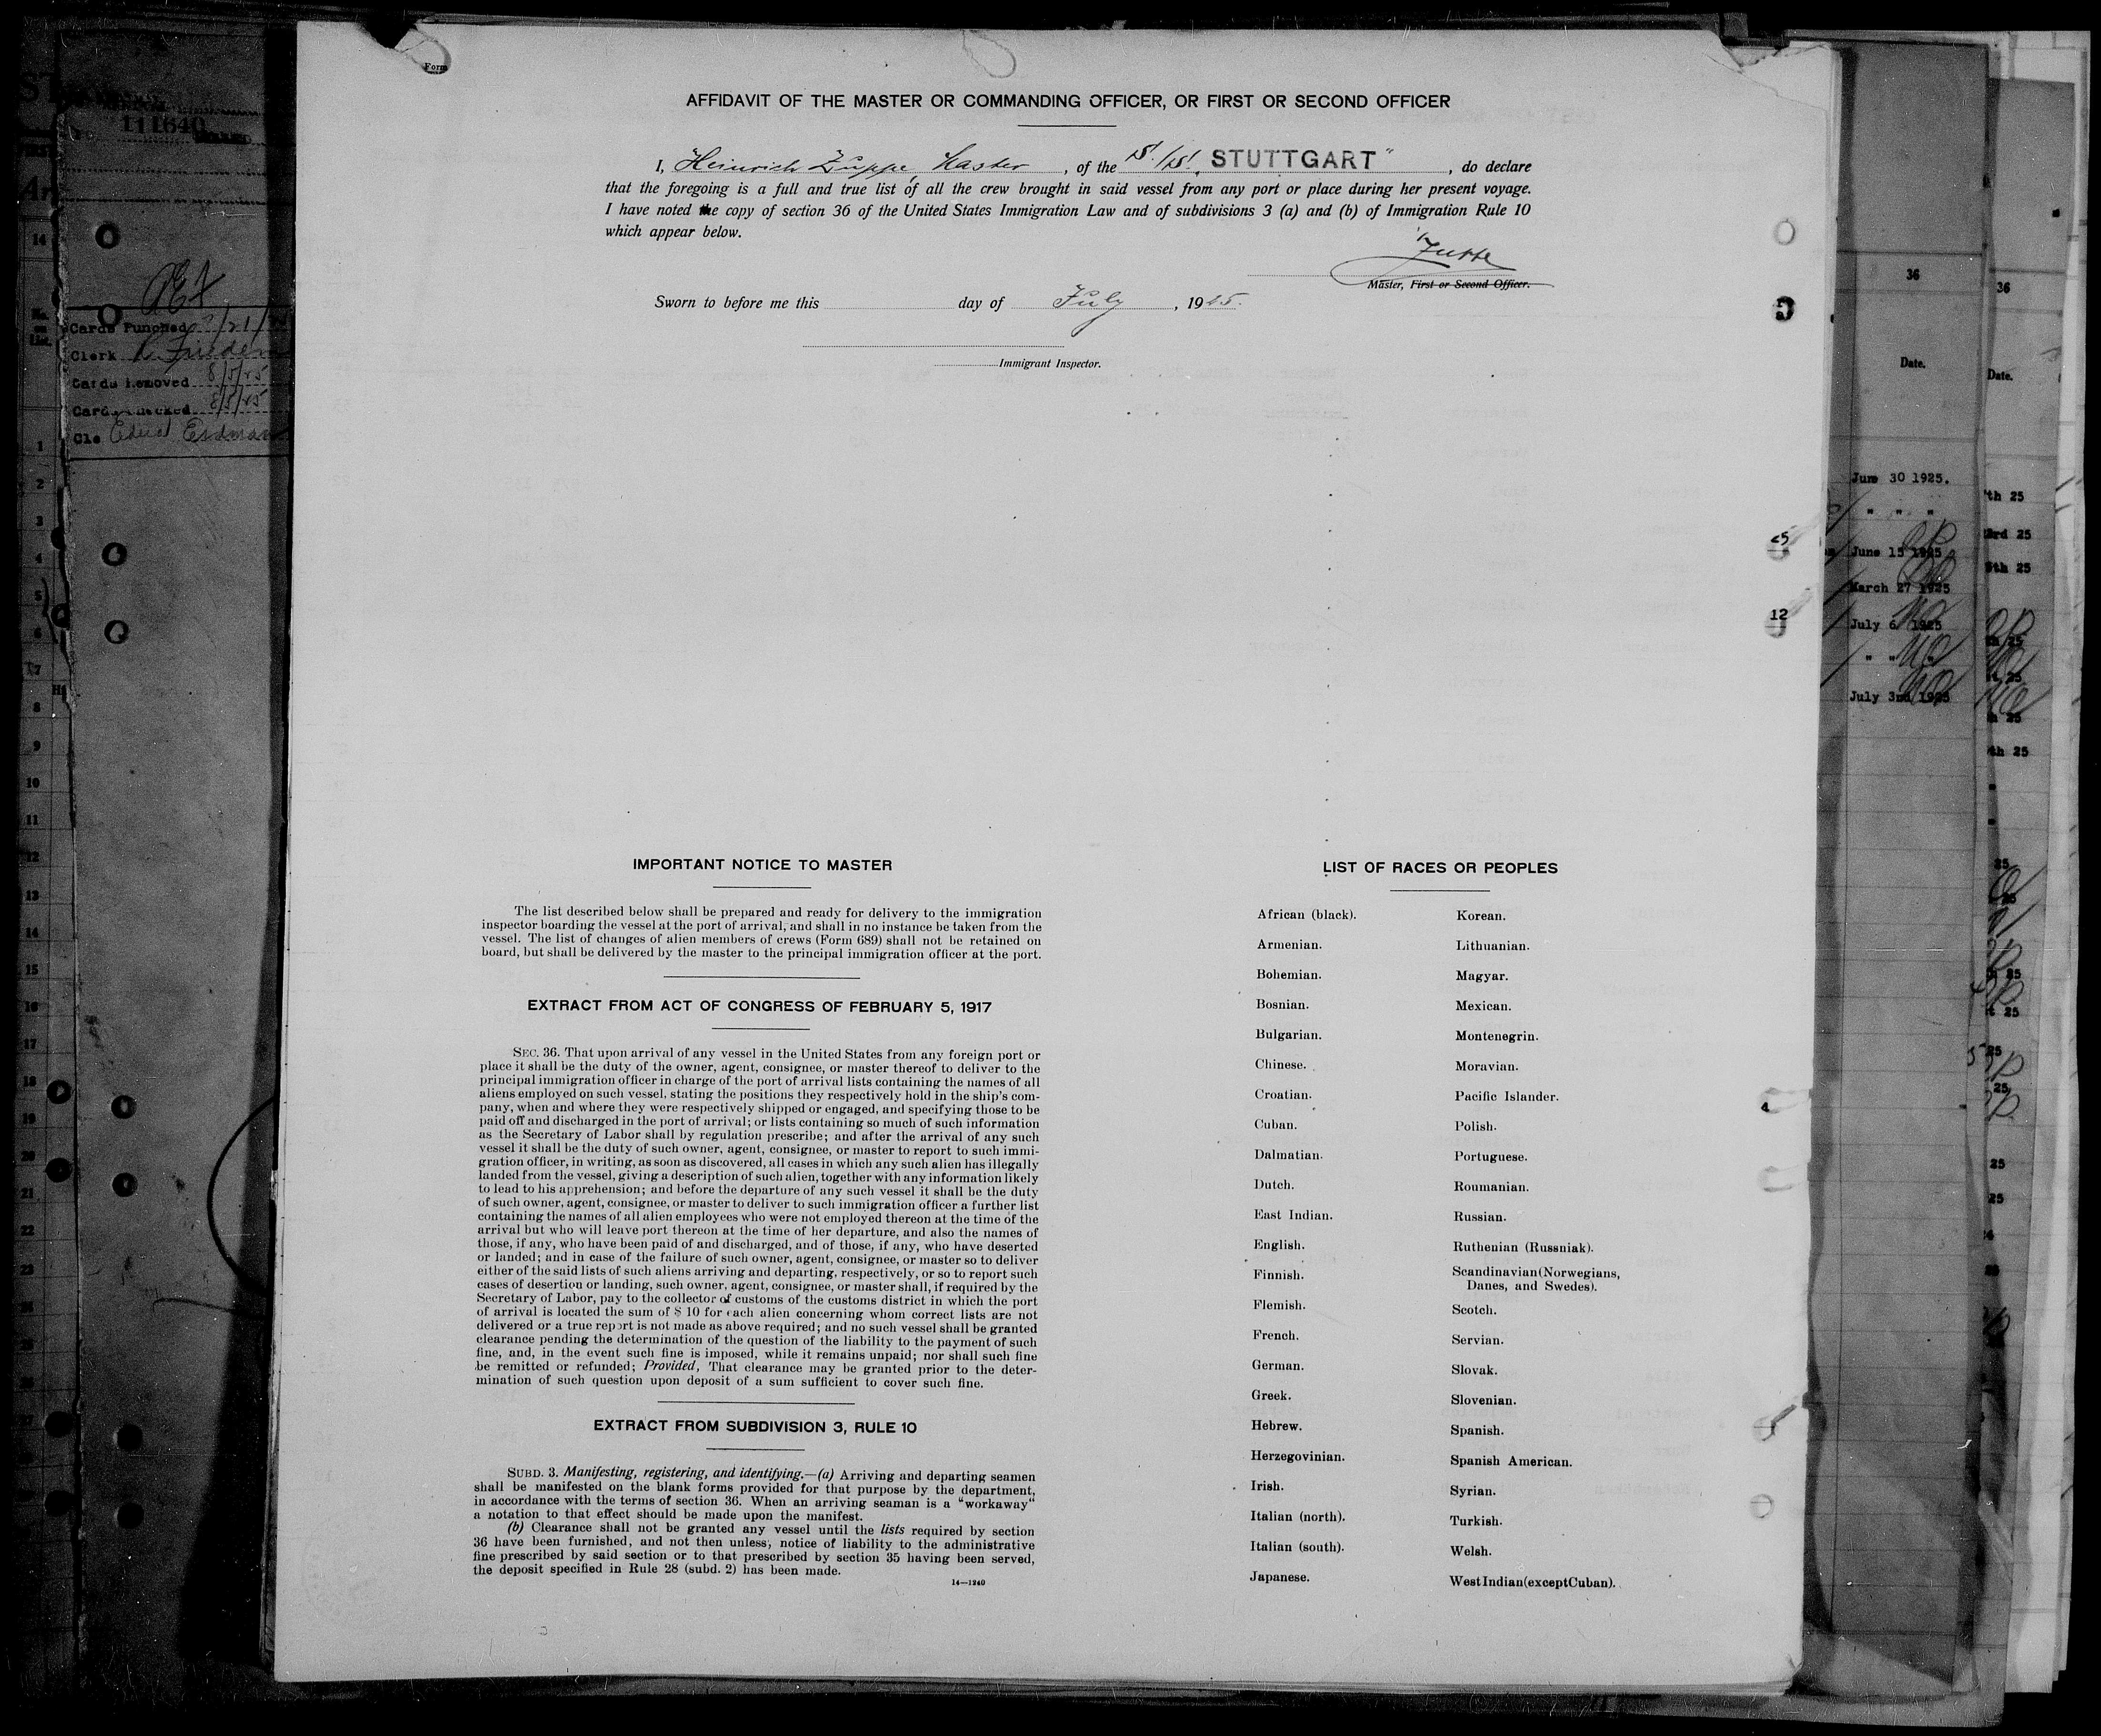 Form
AFFIDAVIT OF THE MASTER OR COMMANDING OFFICER, OR FIRST OR SECOND OFFICER
I, Heinrich Zuppe, Master, of the S/S. STUTTGART", do declare
that the foregoing is a full and true list of all the crew brought in said vessel from any port or place during her present voyage.
I have noted the copy of section 36 of the United States Immigration Law and of subdivisions 3 (a) and (b) of Immigration Rule 10
which appear below.
Master, First or Second Officer.
Sworn to before me this day of July, 1925.
Immigrant Inspector.
IMPORTANT NOTICE TO MASTER
The list described below shall be prepared and ready for delivery to the immigration
inspector boarding the vessel at the port of arrival, and shall in no instance be taken from the
vessel. The list of changes of alien members of crews (Form 689) shall not be retained on
board, but shall be delivered by the master to the principal immigration officer at the port.
EXTRACT FROM ACT OF CONGRESS OF FEBRUARY 5, 1917
SEC. 36. That upon arrival of any vessel in the United States from any foreign port or
place it shall be the duty of the owner, agent, consignee, or master thereof to deliver to the
principal immigration officer in charge of the port of arrival lists containing the names of all
aliens employed on such vessel, stating the positions they respectively hold in the ship's com-
pany, when and where they were respectively shipped or engaged, and specifying those to be
paid off and discharged in the port of arrival; or lists containing so much of such information
as the Secretary of Labor shall by regulation prescribe; and after the arrival of any such
vessel it shall be the duty of such owner, agent, consignee, or master to report to such immi-
gration officer, in writing, as soon as discovered, all cases in which any such alien has illegally
landed from the vessel, giving a description of such alien, together with any information likely
to lead to his apprehension; and before the departure of any such vessel it shall be the duty
of such owner, agent, consignee, or master to deliver to such immigration officer a further list
containing the names of all alien employees who were not employed thereon at the time of the
arrival but who will leave port thereon at the time of her departure, and also the names of
those, if any, who have been paid of and discharged, and of those, if any, who have deserted
or landed; and in case of the failure of such owner, agent, consignee, or master so to deliver
either of the said lists of such aliens arriving and departing, respectively, or so to report such
cases of desertion or landing, such owner, agent, consignee, or master shall, if required by the
Secretary of Labor, pay to the collector of customs of the customs district in which the port
of arrival is located the sum of $ 10 for each alien concerning whom correct lists are not
delivered or a true report is not made as above required; and no such vessel shall be granted
clearance pending the determination of the question of the liability to the payment of such
fine, and, in the event such fine is imposed, while it remains unpaid; nor shall such fine
be remitted or refunded; Provided, That clearance may be granted prior to the deter-
mination of such question upon deposit of a sum sufficient to cover such fine.
EXTRACT FROM SUBDIVISION 3, RULE 10
SUBD. 3. Manifesting, registering, and identifying.—(a) Arriving and departing seamen
shall be manifested on the blank forms provided for that purpose by the department,
in accordance with the terms of section 36. When an arriving seaman is a "workaway"
a notation to that effect should be made upon the manifest.
(b) Clearance shall not be granted any vessel until the lists required by section
36 have been furnished, and not then unless, notice of liability to the administrative
fine prescribed by said section or to that prescribed by section 35 having been served,
the deposit specified in Rule 28 (subd. 2) has been made.
14—1240
LIST OF RACES OR PEOPLES
African (black).
Armenian.
Bohemian.
Bosnian.
Bulgarian.
Chinese.
Croatian.
Cuban.
Dalmatian.
Dutch.
East Indian.
English.
Finnish.
Flemish.
French.
German.
Greek.
Hebrew.
Herzegovinian.
Irish.
Italian (north).
Italian (south).
Japanese.
Korean.
Lithuanian.
Magyar.
Mexican.
Montenegrin.
Moravian.
Pacific Islander.
Polish.
Portuguese.
Roumanian.
Russian.
Ruthenian (Russniak).
Scandinavian (Norwegians,
Danes, and Swedes).
Scotch.
Servian.
Slovak.
Slovenian.
Spanish.
Spanish American.
Syrian.
Turkish.
Welsh.
West Indian (except Cuban).
111640
Cards Punched
Clerk
Cards Removed 8/5/25
Cards Checked 8/5/25
25
12
4
36
Date.
June 30 1925.
" " "
June 15 1925
March 27 1925
July 6 1925
" " "
July 3rd 1925
36
Date.
th 25
3rd 25
5th 25